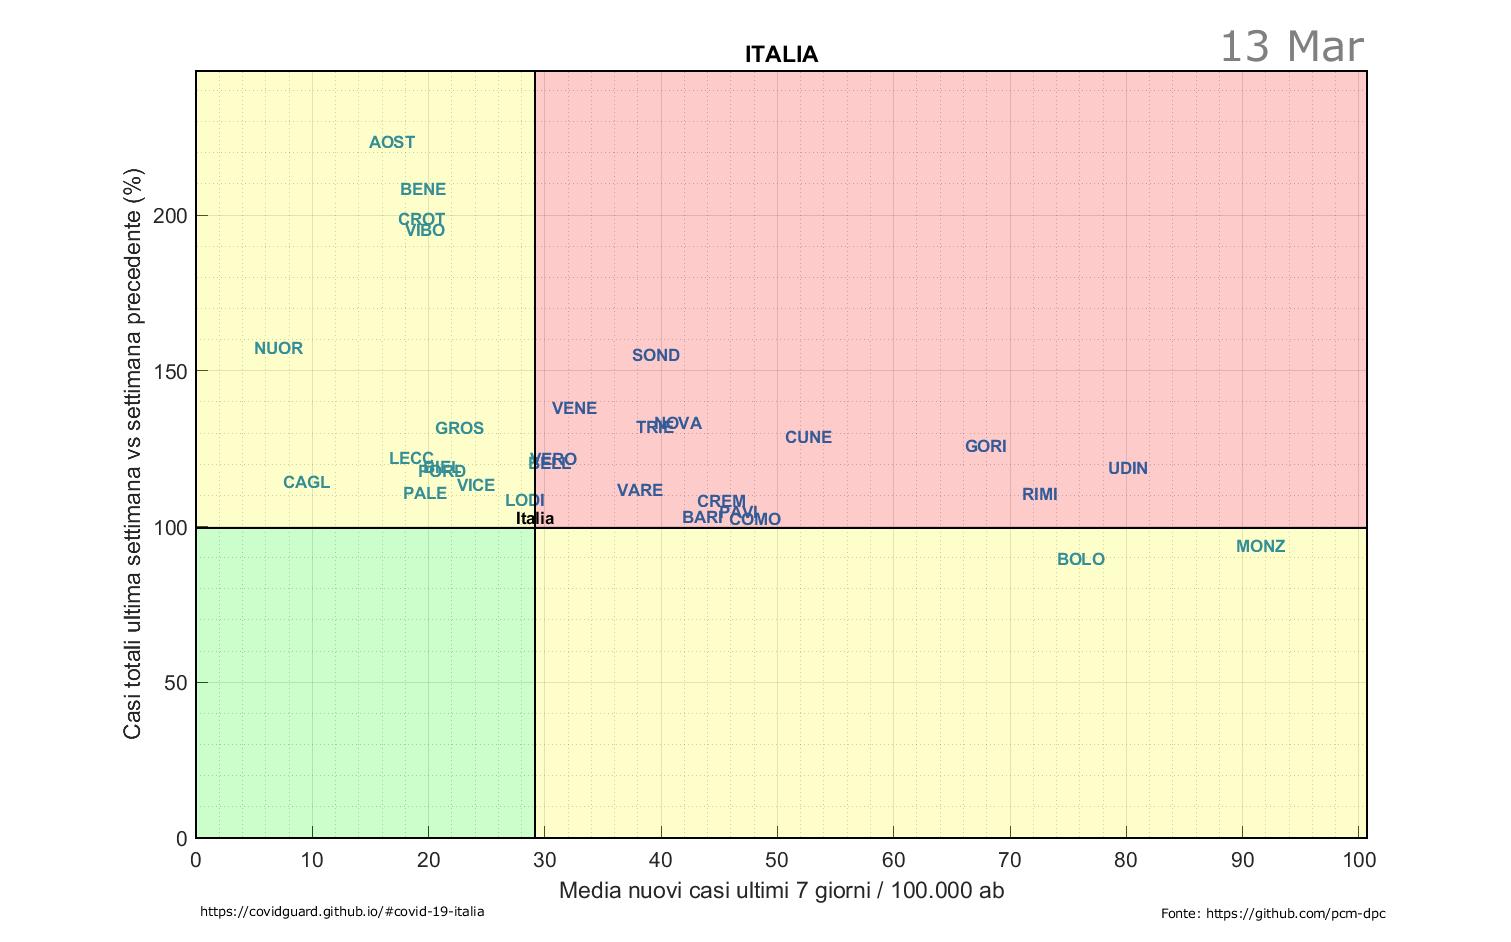 13 Mar
ITALIA
Casi totali ultima settimana vs settimana precedente (%)
200
150
100
50
0
AOST
BENE
CROT
VIBO
NUOR
SOND
VENE
TRIE
NOVA
GROS
CUNE
GORI
LECC
BIEL
PORD
VERO
BELL
UDIN
CAGL
VICE
PALE
VARE
RIMI
LODI
CREM
PAVI
BARI
COMO
Italia
MONZ
BOLO
0 10 20 30 40 50 60 70 80 90 100
Media nuovi casi ultimi 7 giorni / 100.000 ab
https://covidguard.github.io/#covid-19-italia
Fonte: https://github.com/pcm-dpc